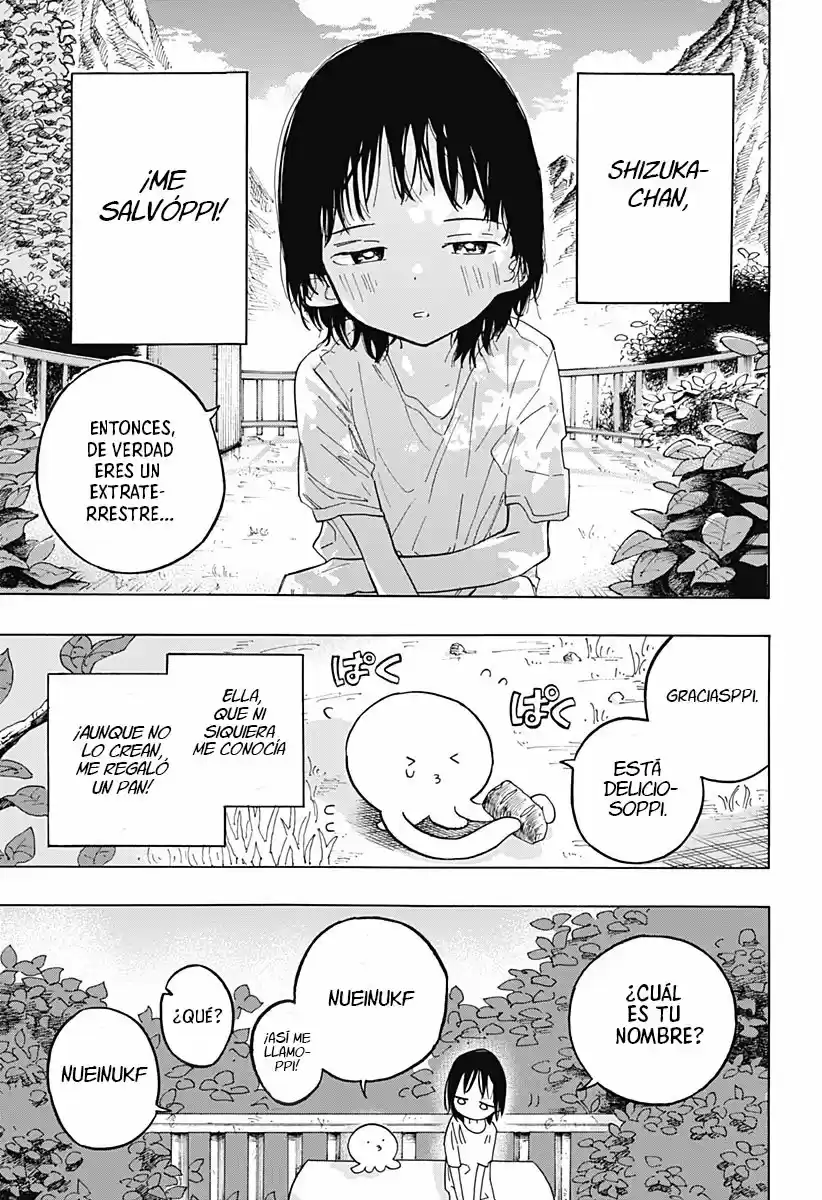 SHIZUKA-
CHAN,
¡ME
SALVÓPPI!
ENTONCES,
DE VERDAD
ERES UN
EXTRATE-
RRESTRE...
GRACIASPPI.
ESTÁ
DELICIO-
SOPPI.
ぱく
ぱく
ELLA,
QUE NI
SIQUIERA
ME CONOCÍA
¡AUNQUE NO
LO CREAN,
ME REGALÓ
UN PAN!
¿CUÁL
ES TU
NOMBRE?
NUEINUKF
¡ASÍ ME
LLAMO-
PPI!
¿QUÉ?
NUEINUKF